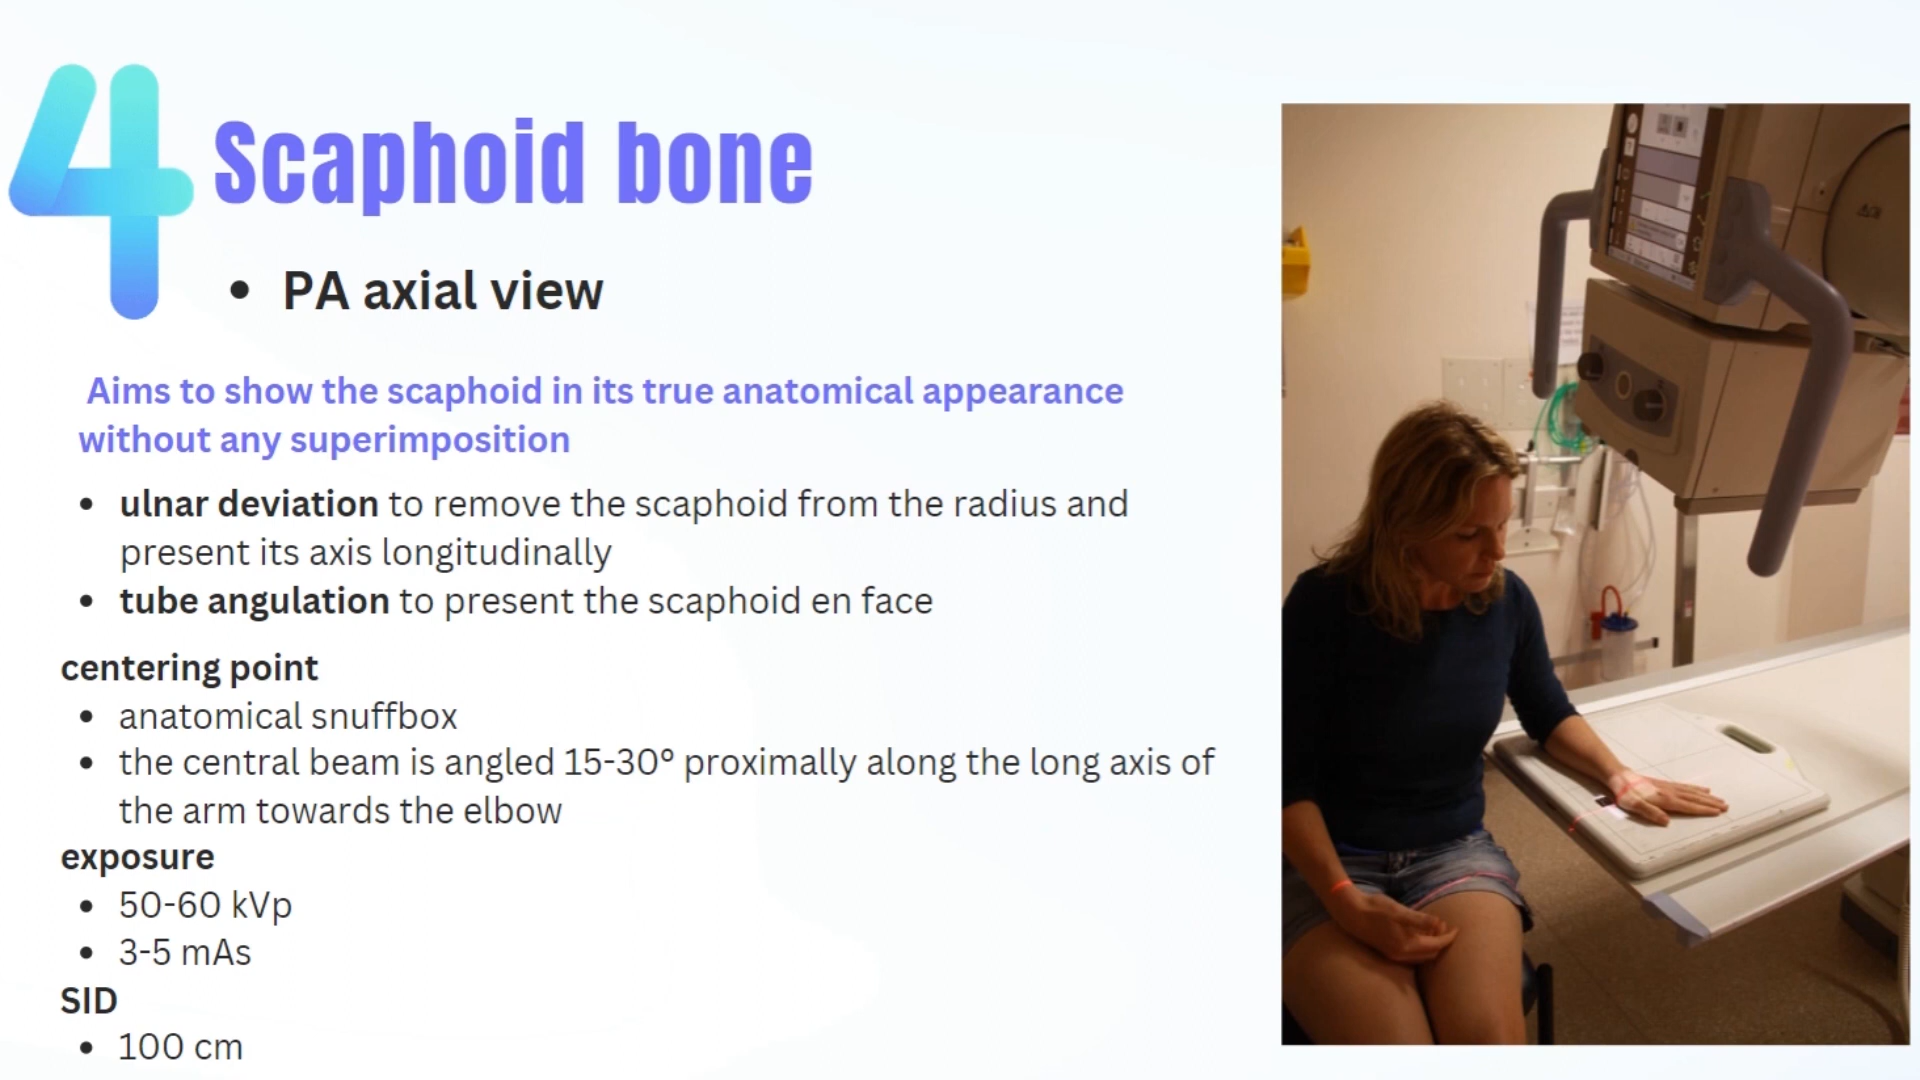 4
Scaphoid bone
• PA axial view
Aims to show the scaphoid in its true anatomical appearance
without any superimposition
• ulnar deviation to remove the scaphoid from the radius and
present its axis longitudinally
• tube angulation to present the scaphoid en face
centering point
• anatomical snuffbox
• the central beam is angled 15-30° proximally along the long axis of
the arm towards the elbow
exposure
• 50-60 kVp
• 3-5 mAs
SID
• 100 cm